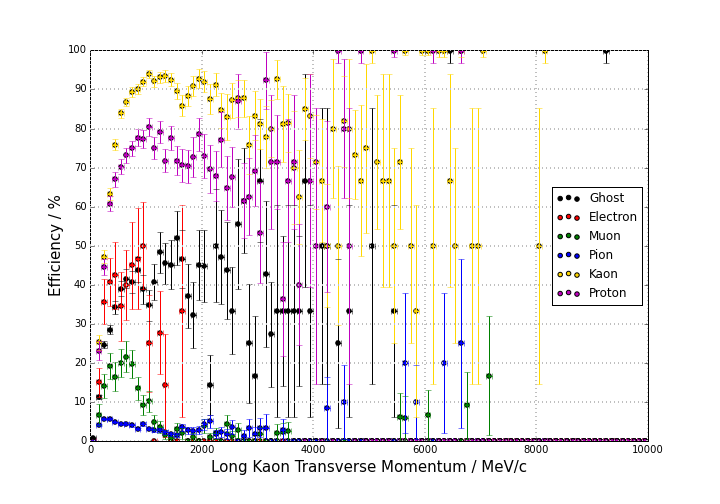 100
90
80
70
60
50
40
30
20
10
0
Efficiency / %
0 2000 4000 6000 8000 10000
Long Kaon Transverse Momentum / MeV/c
Ghost
Electron
Muon
Pion
Kaon
Proton